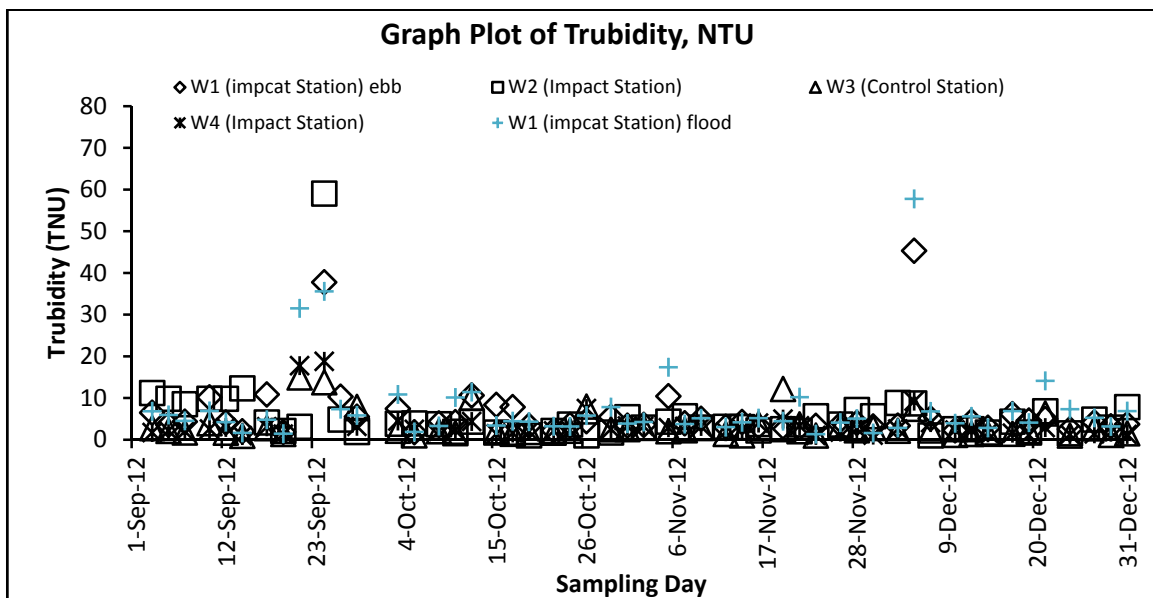 Graph Plot of Trubidity, NTU
W1 (impcat Station) ebb
W2 (Impact Station)
W3 (Control Station)
W4 (Impact Station)
W1 (impcat Station) flood
Trubidity (TNU)
80
70
60
50
40
30
20
10
0
1-Sep-12
12-Sep-12
23-Sep-12
4-Oct-12
15-Oct-12
26-Oct-12
6-Nov-12
17-Nov-12
28-Nov-12
9-Dec-12
20-Dec-12
31-Dec-12
Sampling Day